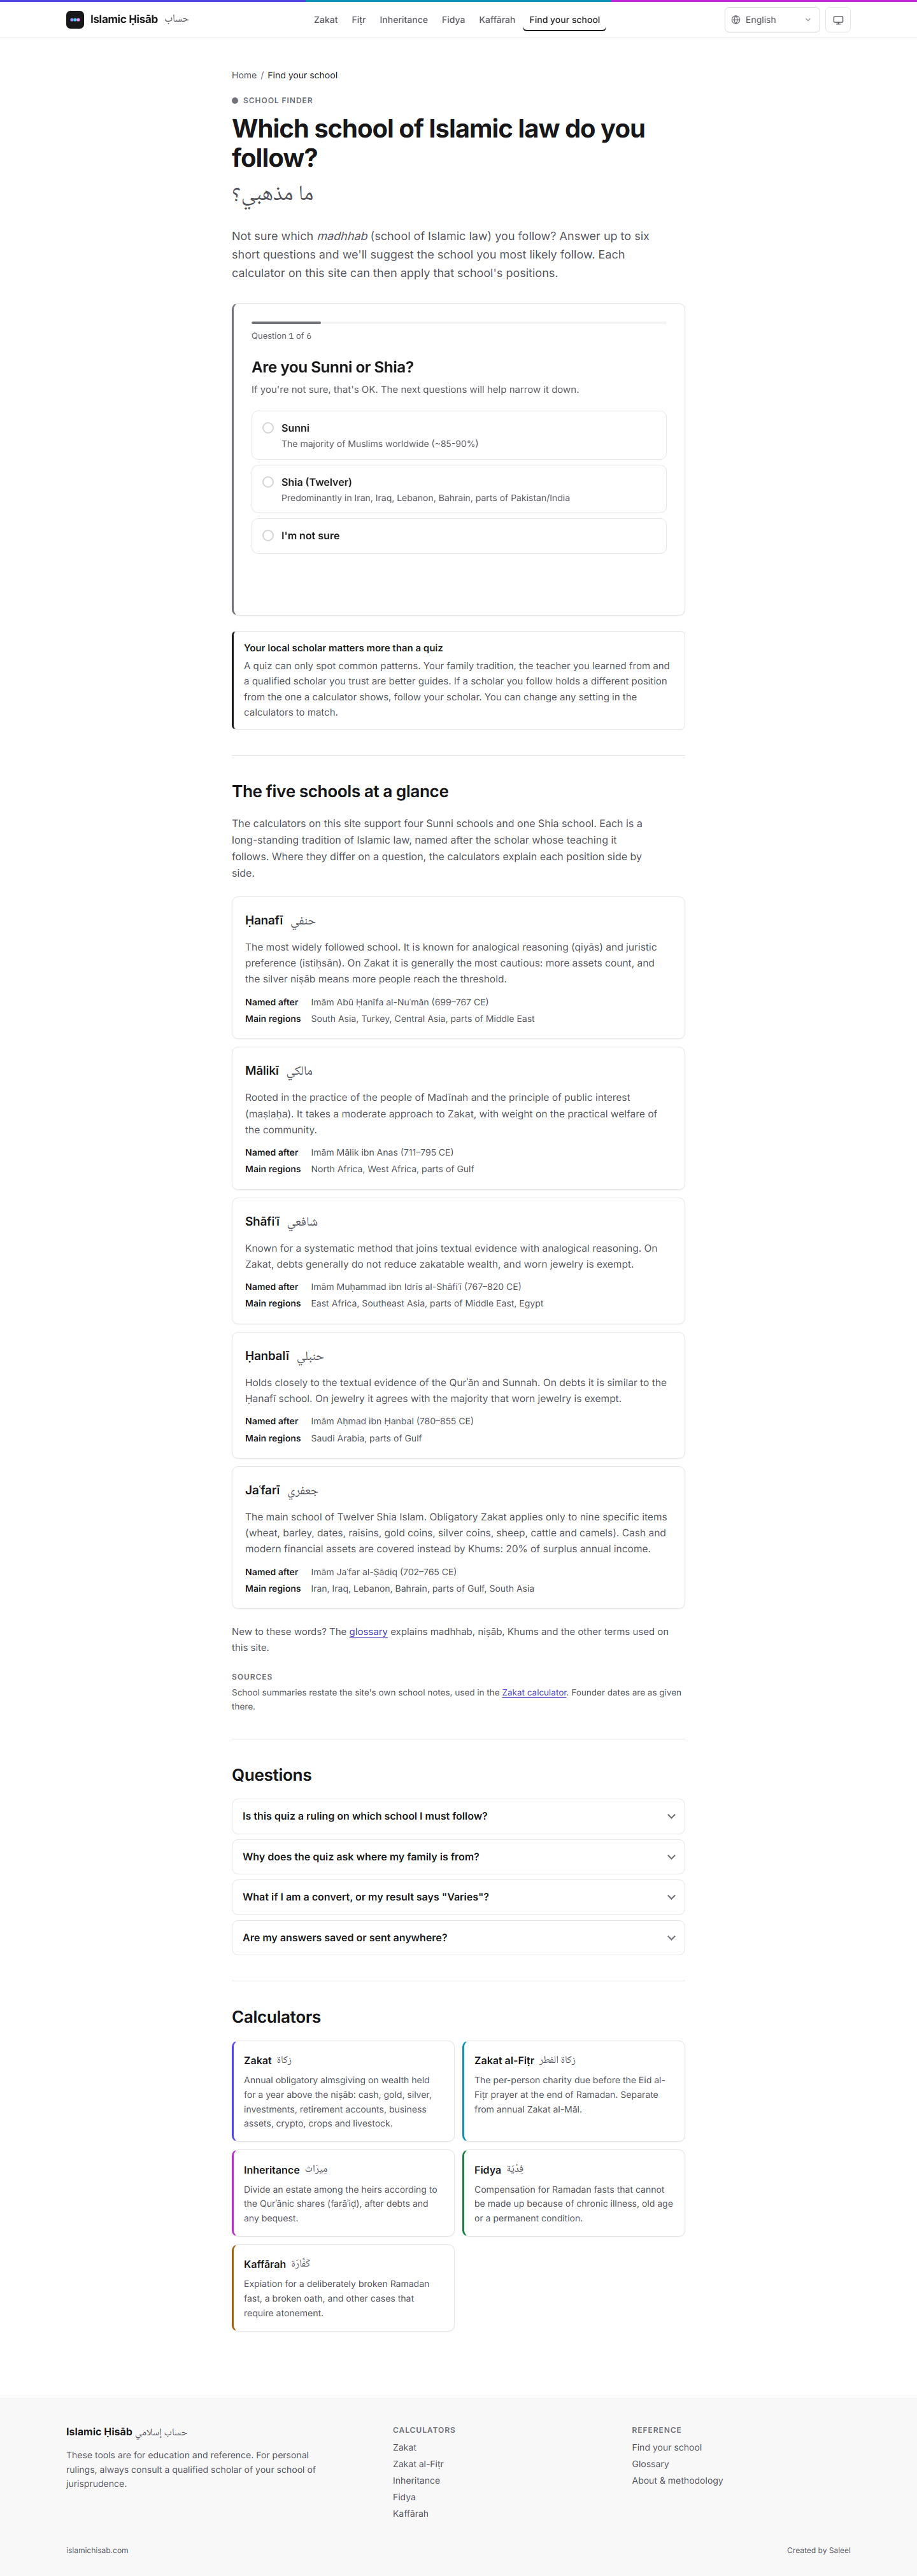 Islamic Ḥisāb حساب
Zakat Fiṭr Inheritance Fidya Kaffārah Find your school
English
Home / Find your school
SCHOOL FINDER
Which school of Islamic law do you
follow?
ما مذهبي؟
Not sure which madhhab (school of Islamic law) you follow? Answer up to six
short questions and we'll suggest the school you most likely follow. Each
calculator on this site can then apply that school's positions.
Question 1 of 6
Are you Sunni or Shia?
If you're not sure, that's OK. The next questions will help narrow it down.
Sunni
The majority of Muslims worldwide (~85-90%)
Shia (Twelver)
Predominantly in Iran, Iraq, Lebanon, Bahrain, parts of Pakistan/India
I'm not sure
Your local scholar matters more than a quiz
A quiz can only spot common patterns. Your family tradition, the teacher you learned from and
a qualified scholar you trust are better guides. If a scholar you follow holds a different position
from the one a calculator shows, follow your scholar. You can change any setting in the
calculators to match.
The five schools at a glance
The calculators on this site support four Sunni schools and one Shia school. Each is a
long-standing tradition of Islamic law, named after the scholar whose teaching it
follows. Where they differ on a question, the calculators explain each position side by
side.
Ḥanafī حنفي
The most widely followed school. It is known for analogical reasoning (qiyās) and juristic
preference (istiḥsān). On Zakat it is generally the most cautious: more assets count, and
the silver niṣāb means more people reach the threshold.
Named after Imām Abū Ḥanīfa al-Nuʿmān (699–767 CE)
Main regions South Asia, Turkey, Central Asia, parts of Middle East
Mālikī مالكي
Rooted in the practice of the people of Madīnah and the principle of public interest
(maṣlaḥa). It takes a moderate approach to Zakat, with weight on the practical welfare of
the community.
Named after Imām Mālik ibn Anas (711–795 CE)
Main regions North Africa, West Africa, parts of Gulf
Shāfiʿī شافعي
Known for a systematic method that joins textual evidence with analogical reasoning. On
Zakat, debts generally do not reduce zakatable wealth, and worn jewelry is exempt.
Named after Imām Muḥammad ibn Idrīs al-Shāfiʿī (767–820 CE)
Main regions East Africa, Southeast Asia, parts of Middle East, Egypt
Ḥanbalī حنبلي
Holds closely to the textual evidence of the Qurʾān and Sunnah. On debts it is similar to the
Ḥanafī school. On jewelry it agrees with the majority that worn jewelry is exempt.
Named after Imām Aḥmad ibn Ḥanbal (780–855 CE)
Main regions Saudi Arabia, parts of Gulf
Jaʿfarī جعفري
The main school of Twelver Shia Islam. Obligatory Zakat applies only to nine specific items
(wheat, barley, dates, raisins, gold coins, silver coins, sheep, cattle and camels). Cash and
modern financial assets are covered instead by Khums: 20% of surplus annual income.
Named after Imām Jaʿfar al-Ṣādiq (702–765 CE)
Main regions Iran, Iraq, Lebanon, Bahrain, parts of Gulf, South Asia
New to these words? The glossary explains madhhab, niṣāb, Khums and the other terms used on
this site.
SOURCES
School summaries restate the site's own school notes, used in the Zakat calculator. Founder dates are as given
there.
Questions
Is this quiz a ruling on which school I must follow?
Why does the quiz ask where my family is from?
What if I am a convert, or my result says "Varies"?
Are my answers saved or sent anywhere?
Calculators
Zakat زكاة
Annual obligatory almsgiving on wealth held
for a year above the niṣāb: cash, gold, silver,
investments, retirement accounts, business
assets, crypto, crops and livestock.
Zakat al-Fiṭr زكاة الفطر
The per-person charity due before the Eid al-
Fiṭr prayer at the end of Ramadan. Separate
from annual Zakat al-Māl.
Inheritance مِيرَاث
Divide an estate among the heirs according to
the Qurʾānic shares (farāʾiḍ), after debts and
any bequest.
Fidya فِدْيَة
Compensation for Ramadan fasts that cannot
be made up because of chronic illness, old age
or a permanent condition.
Kaffārah كَفَّارَة
Expiation for a deliberately broken Ramadan
fast, a broken oath, and other cases that
require atonement.
Islamic Ḥisāb حساب إسلامي
These tools are for education and reference. For personal
rulings, always consult a qualified scholar of your school of
jurisprudence.
CALCULATORS
Zakat
Zakat al-Fiṭr
Inheritance
Fidya
Kaffārah
REFERENCE
Find your school
Glossary
About & methodology
islamichisab.com
Created by Saleel